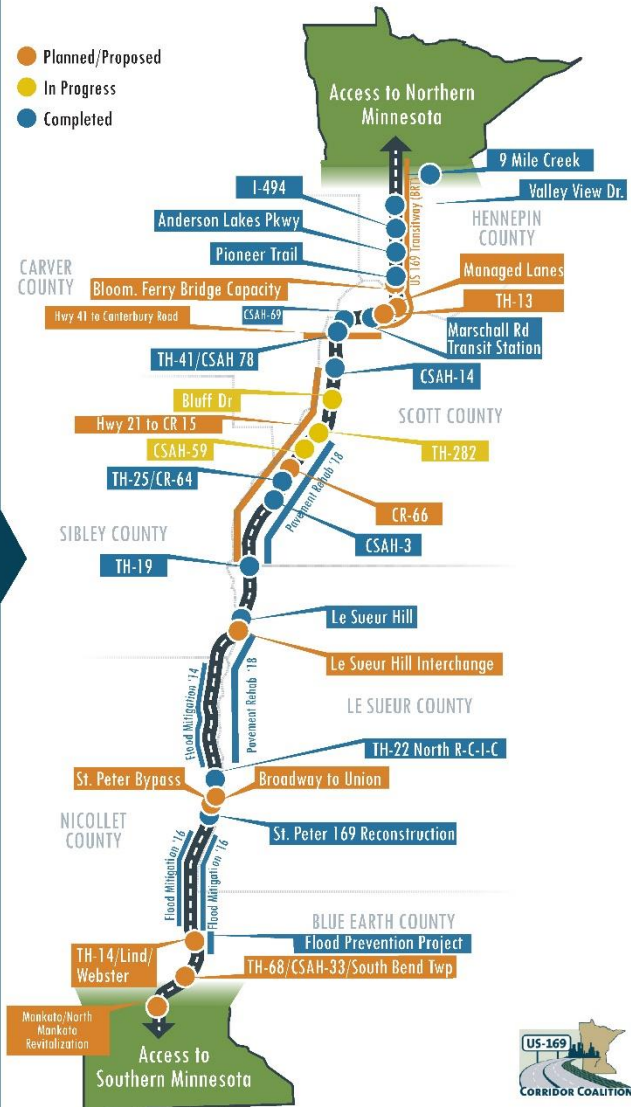 Planned/Proposed
In Progress
Completed
Access to Northern
Minnesota
9 Mile Creek
I-494
Valley View Dr.
Anderson Lakes Pkwy
US 169 Transitway (BRT)
HENNEPIN
COUNTY
Pioneer Trail
CARVER
COUNTY
Managed Lanes
Bloom. Ferry Bridge Capacity
TH-13
Hwy 41 to Canterbury Road
CSAH-69
Marschall Rd
Transit Station
TH-41/CSAH 78
CSAH-14
Bluff Dr
SCOTT COUNTY
Hwy 21 to CR 15
CSAH-59
TH-282
TH-25/CR-64
Pavement Rehab '18
CR-66
SIBLEY COUNTY
CSAH-3
TH-19
Le Sueur Hill
Le Sueur Hill Interchange
Flood Mitigation '14
Pavement Rehab '18
LE SUEUR COUNTY
TH-22 North R-C-I-C
St. Peter Bypass
Broadway to Union
NICOLLET
COUNTY
St. Peter 169 Reconstruction
Flood Mitigation '16
Flood Mitigation '16
BLUE EARTH COUNTY
Flood Prevention Project
TH-14/Lind/
Webster
TH-68/CSAH-33/South Bend Twp
Mankato/North
Mankato
Revitalization
Access to
Southern Minnesota
US-169
CORRIDOR COALITION